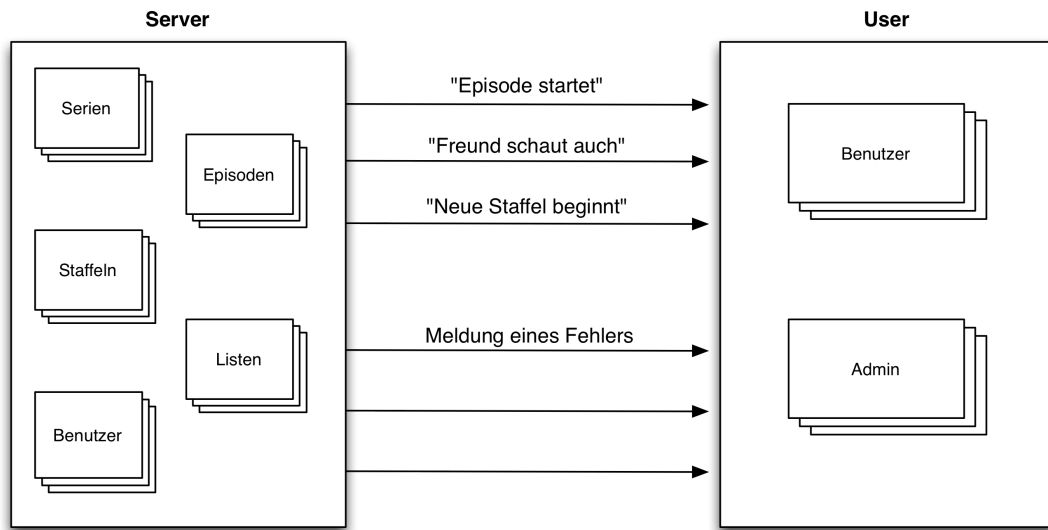 Server
User
Serien
Episoden
Staffeln
Listen
Benutzer
"Episode startet"
"Freund schaut auch"
"Neue Staffel beginnt"
Meldung eines Fehlers
Benutzer
Admin